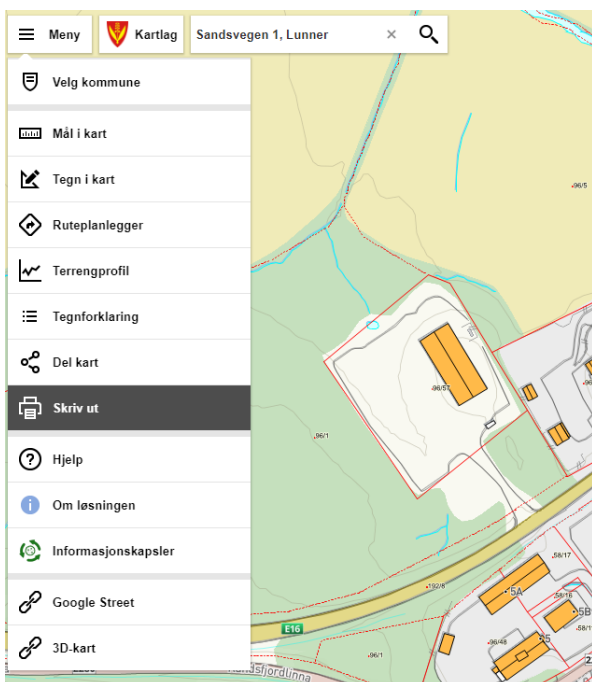 Meny
Kartlag
Sandsvegen 1, Lunner
Velg kommune
Mål i kart
Tegn i kart
Ruteplanlegger
Terrengprofil
Tegnforklaring
Del kart
Skriv ut
Hjelp
Om løsningen
Informasjonskapsler
Google Street
3D-kart
96/5
96/57
96/1
58/17
192/6
5A
58/16
5B
E16
96/48
96/1